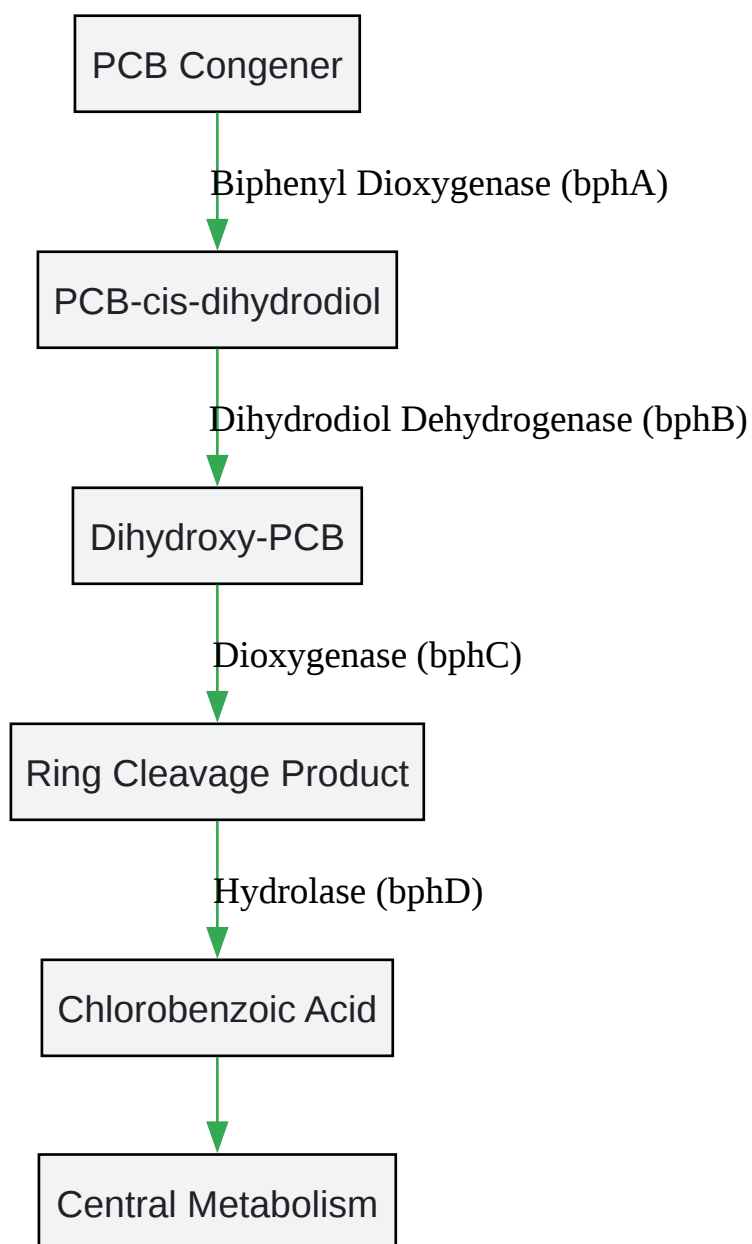 PCB Congener
Biphenyl Dioxygenase (bphA)
PCB-cis-dihydrodiol
Dihydrodiol Dehydrogenase (bphB)
Dihydroxy-PCB
Dioxygenase (bphC)
Ring Cleavage Product
Hydrolase (bphD)
Chlorobenzoic Acid
Central Metabolism